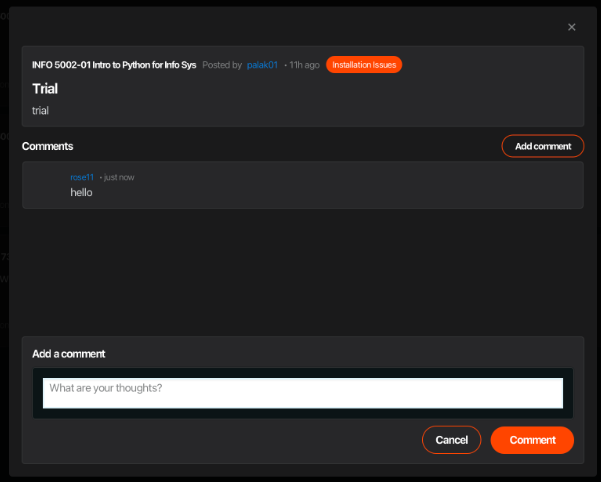 ×
INFO 5002-01 Intro to Python for Info Sys Posted by palak01 • 11h ago Installation Issues
Trial
trial
Comments Add comment
rose11 • just now
hello
Add a comment
What are your thoughts?
Cancel Comment